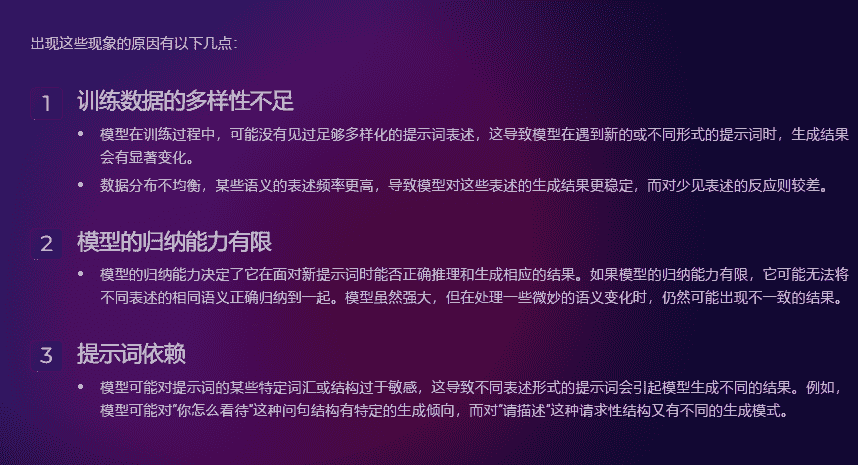 出现这些现象的原因有以下几点：
1 训练数据的多样性不足
• 模型在训练过程中，可能没有见过足够多样化的提示词表述，这导致模型在遇到新的或不同形式的提示词时，生成结果
会有显著变化。
• 数据分布不均衡，某些语义的表述频率更高，导致模型对这些表述的生成结果更稳定，而对少见表述的反应则较差。
2 模型的归纳能力有限
• 模型的归纳能力决定了它在面对新提示词时能否正确推理和生成相应的结果。如果模型的归纳能力有限，它可能无法将
不同表述的相同语义正确归纳到一起。模型虽然强大，但在处理一些微妙的语义变化时，仍然可能出现不一致的结果。
3 提示词依赖
• 模型可能对提示词的某些特定词汇或结构过于敏感，这导致不同表述形式的提示词会引起模型生成不同的结果。例如，
模型可能对"你怎么看待"这种问句结构有特定的生成倾向，而对"请描述"这种请求性结构又有不同的生成模式。